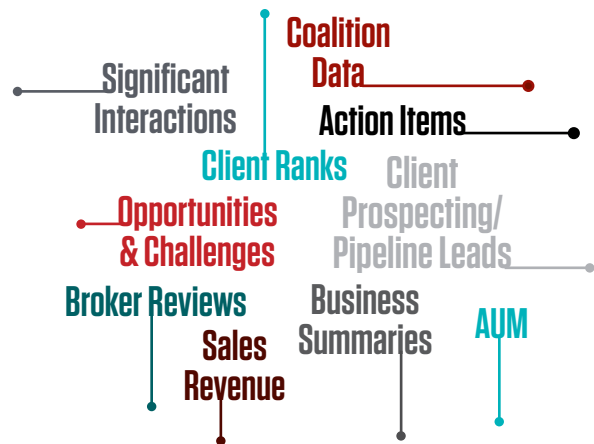 Coalition
Data
Significant
Interactions
Action Items
Client Ranks
Client
Prospecting/
Pipeline Leads
Opportunities
& Challenges
Broker Reviews
Business
Summaries
AUM
Sales
Revenue